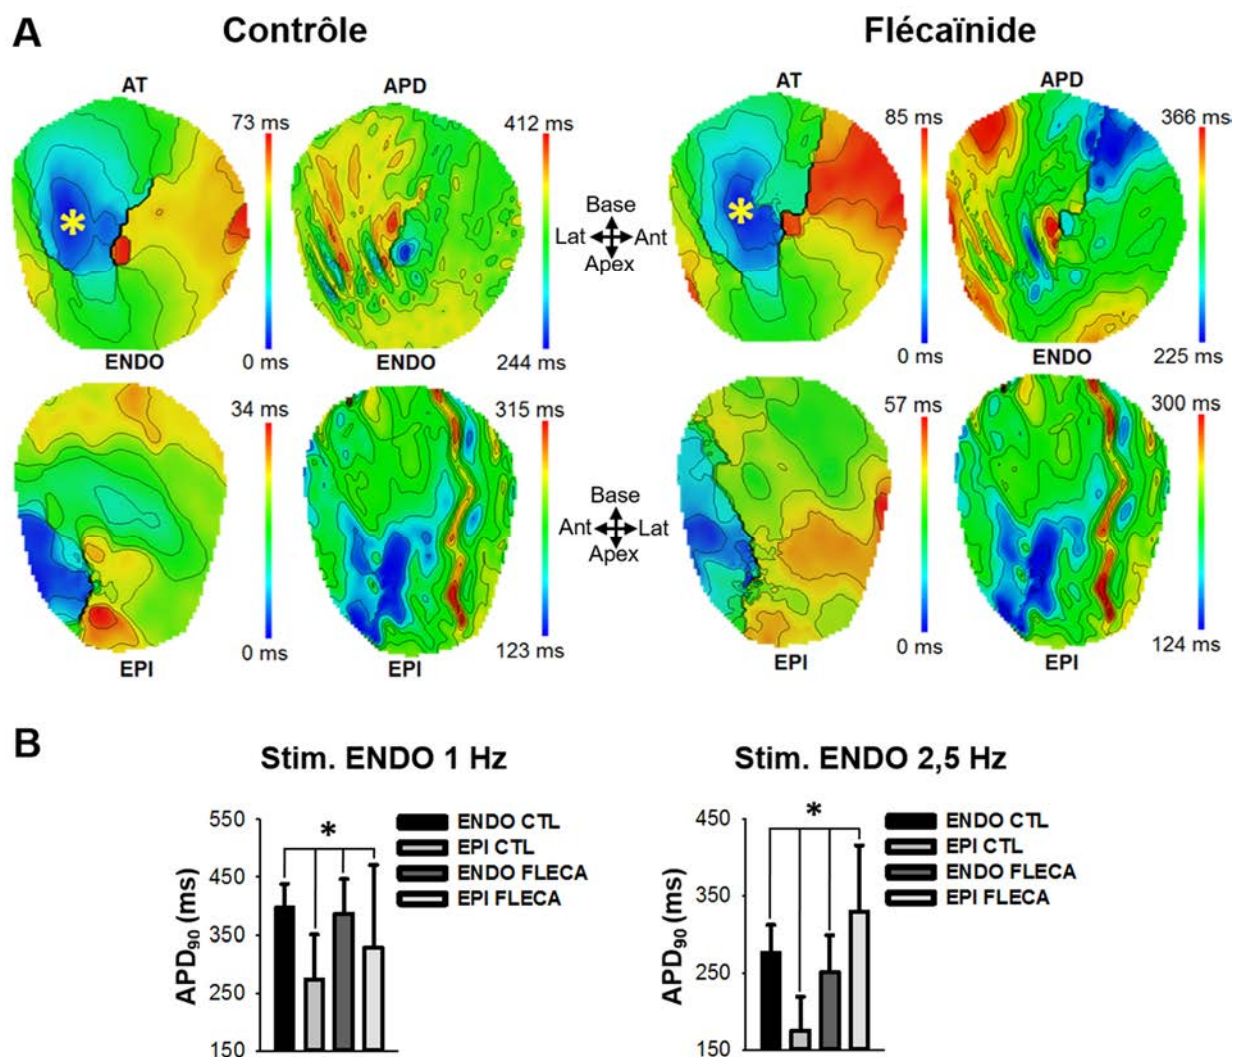 A
Contrôle
Flécaïnide
AT
APD
AT
APD
73 ms
412 ms
85 ms
366 ms
*
*
Base
Lat Ant
Apex
0 ms
244 ms
0 ms
225 ms
ENDO
ENDO
ENDO
34 ms
315 ms
57 ms
300 ms
Base
Ant Lat
Apex
0 ms
123 ms
0 ms
124 ms
EPI
EPI
EPI
EPI
B
Stim. ENDO 1 Hz
550
450
350
250
150
APD90 (ms)
*
ENDO CTL
EPI CTL
ENDO FLECA
EPI FLECA
Stim. ENDO 2,5 Hz
450
350
250
150
APD90 (ms)
*
ENDO CTL
EPI CTL
ENDO FLECA
EPI FLECA